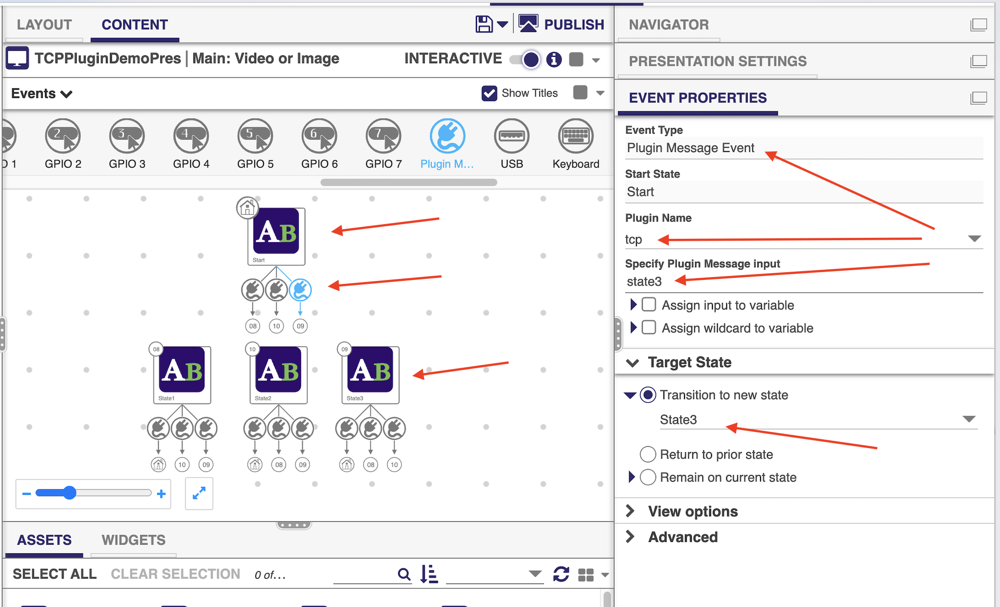 LAYOUT
CONTENT
PUBLISH
TCPPluginDemoPres | Main: Video or Image
INTERACTIVE
Events
Show Titles
O 1
2
GPIO 2
3
GPIO 3
4
GPIO 4
5
GPIO 5
6
GPIO 6
7
GPIO 7
Plugin M...
USB
Keyboard
AB
Start
08
10
09
08
AB
State1
10
AB
State2
09
AB
State3
10
09
08
09
08
10
ASSETS
WIDGETS
SELECT ALL
CLEAR SELECTION
0 of...
NAVIGATOR
PRESENTATION SETTINGS
EVENT PROPERTIES
Event Type
Plugin Message Event
Start State
Start
Plugin Name
tcp
Specify Plugin Message input
state3
Assign input to variable
Assign wildcard to variable
Target State
Transition to new state
State3
Return to prior state
Remain on current state
View options
Advanced